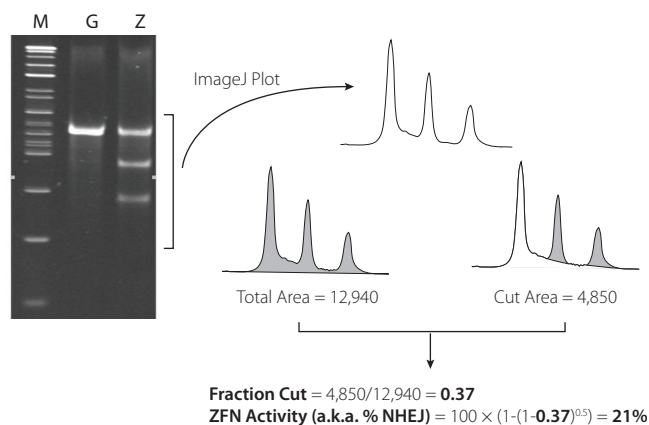 M G Z
ImageJ Plot
Total Area = 12,940
Cut Area = 4,850
Fraction Cut = 4,850/12,940 = 0.37
ZFN Activity (a.k.a. % NHEJ) = 100 × (1-(1-0.37)^0.5) = 21%